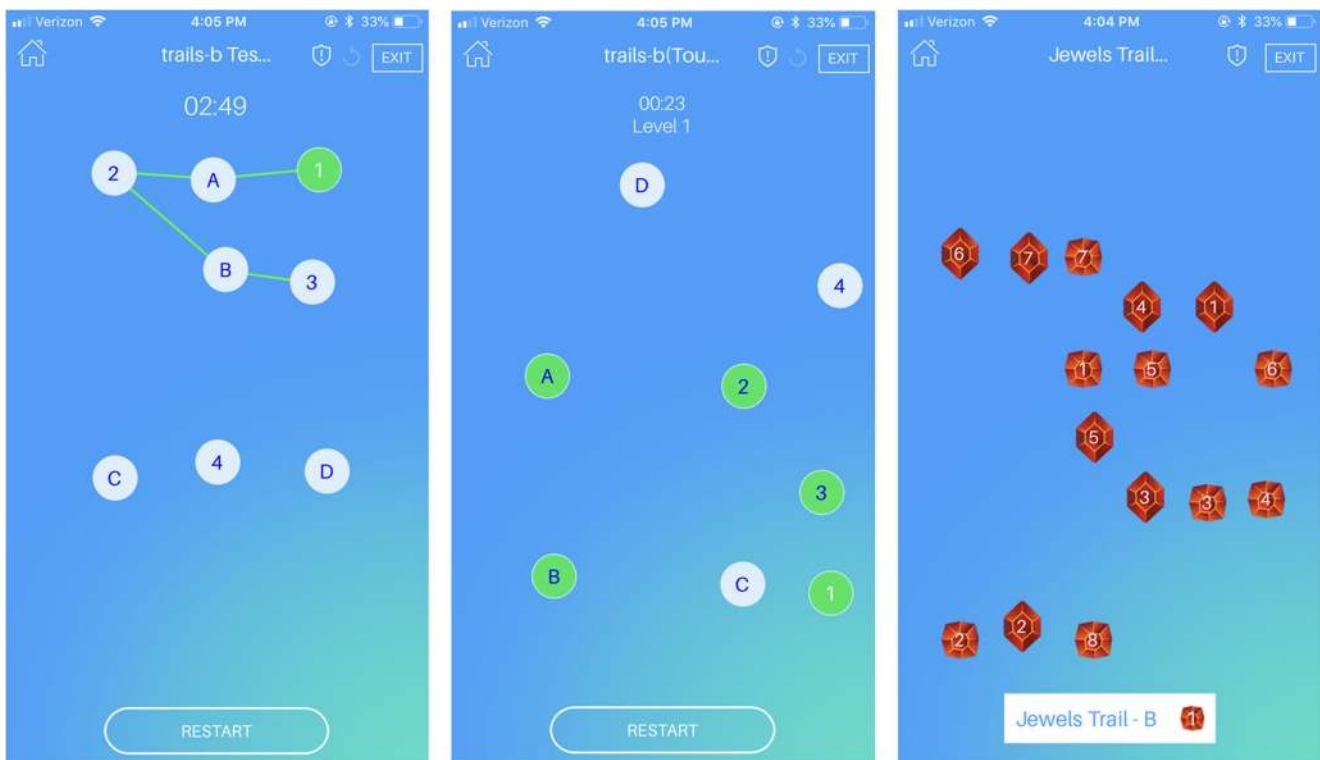 Verizon 4:05 PM 33%
trails-b Tes... EXIT
02:49
2 A 1
B 3
C 4 D
RESTART
Verizon 4:05 PM 33%
trails-b(Tou... EXIT
00:23
Level 1
D
4
A 2
3
B C 1
RESTART
Verizon 4:04 PM 33%
Jewels Trail... EXIT
6 7 7
4 1
1 5 6
5
3 3 4
2 2 8
Jewels Trail - B 1